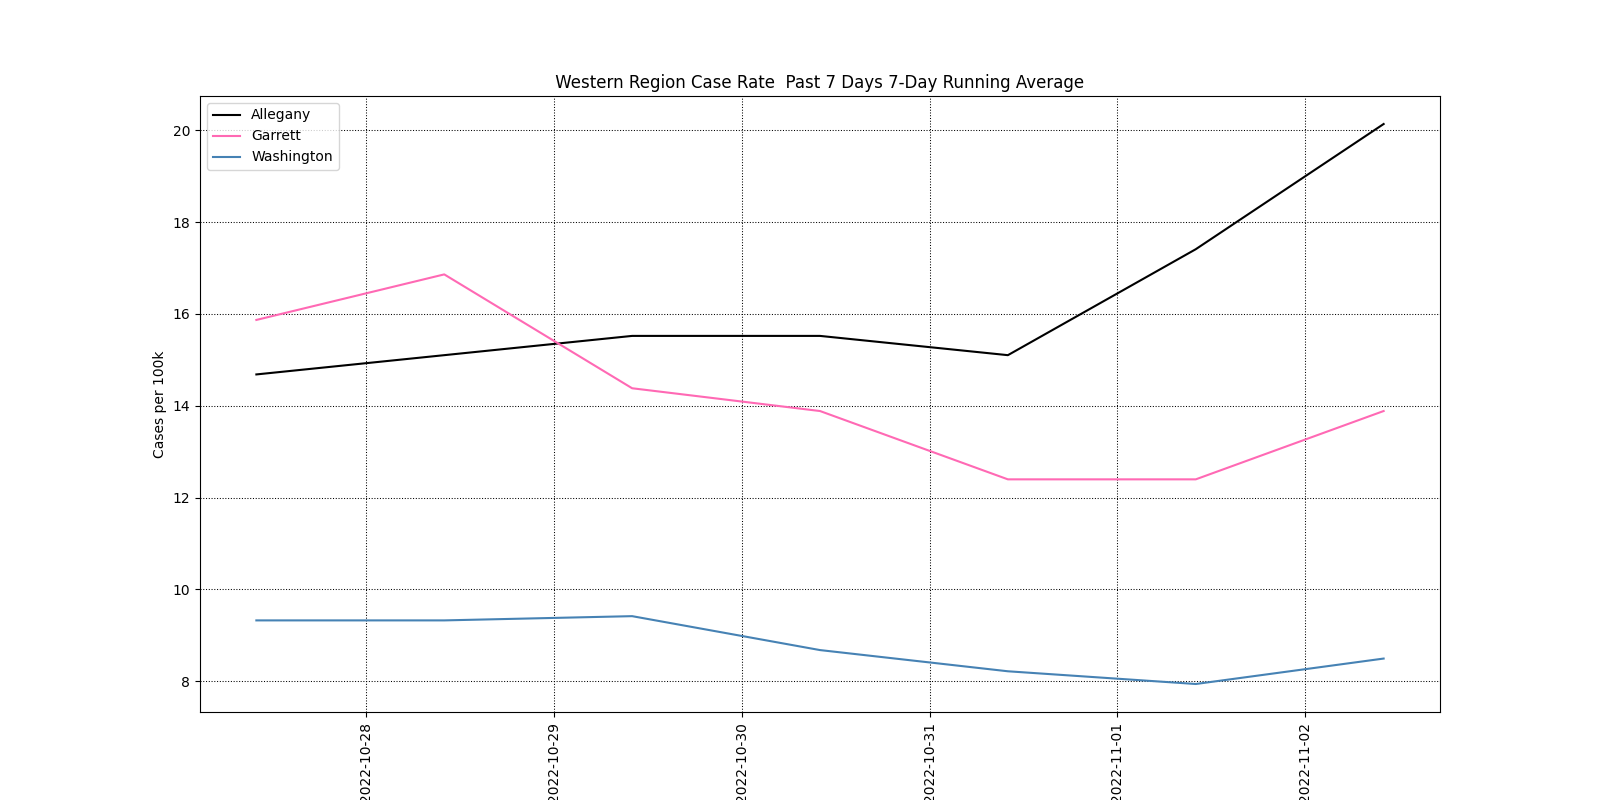 Western Region Case Rate  Past 7 Days 7-Day Running Average
Allegany
Garrett
Washington
Cases per 100k
20
18
16
14
12
10
8
2022-10-28
2022-10-29
2022-10-30
2022-10-31
2022-11-01
2022-11-02